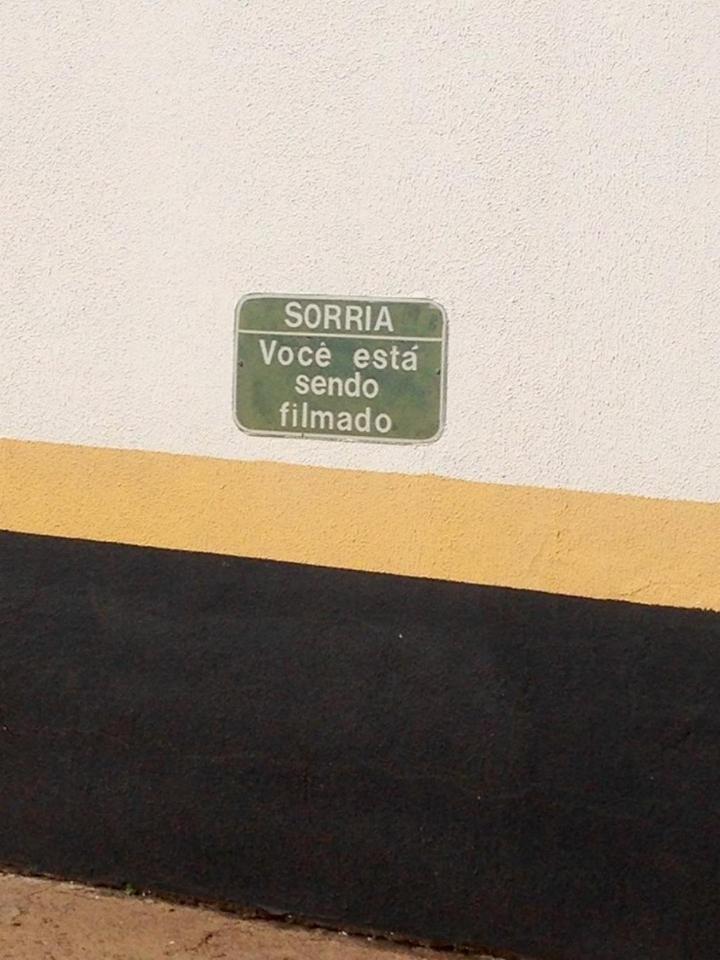 SORRIA
Você está
sendo
filmado